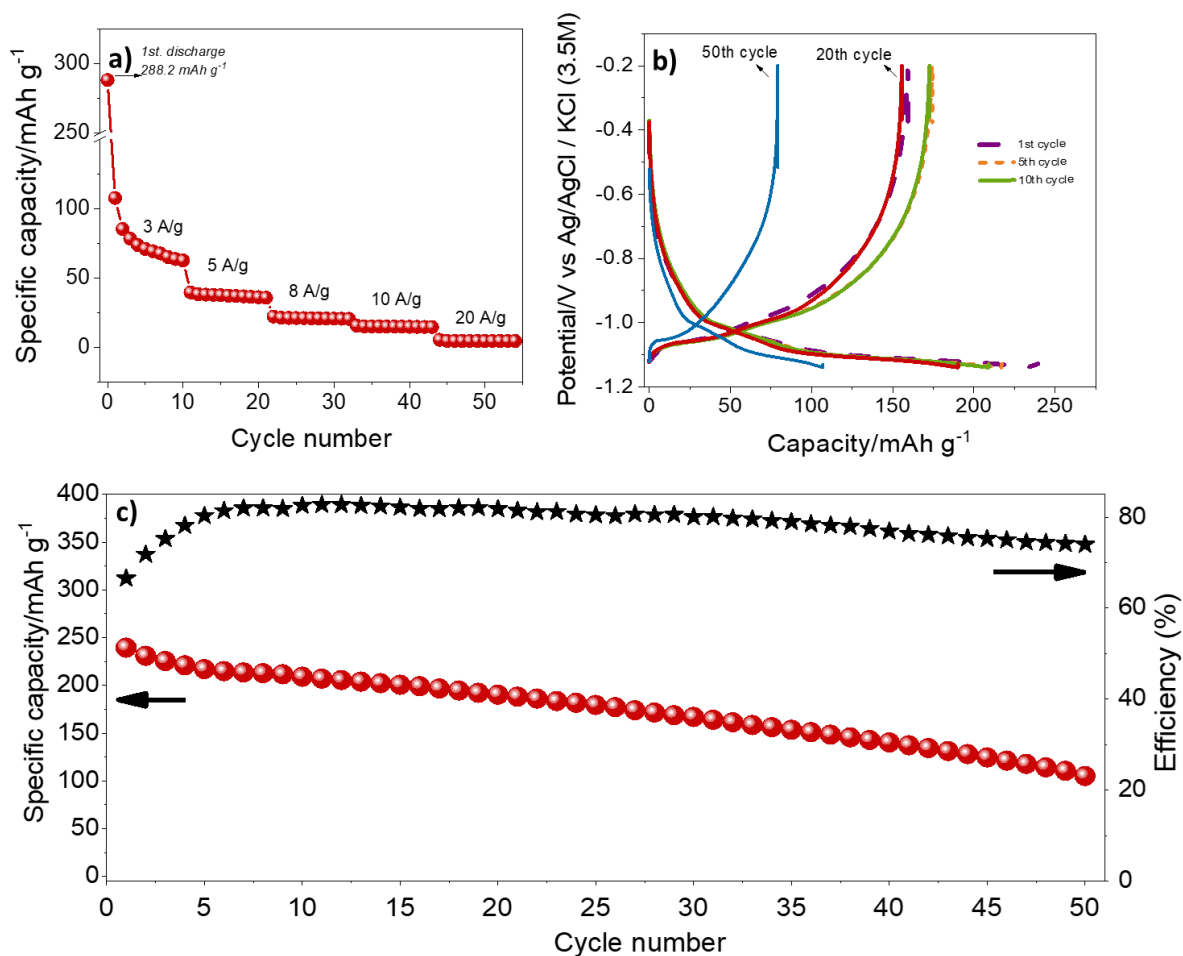 a)
1st. discharge
288.2 mAh g-1
300
250
100
50
0
3 A/g
5 A/g
8 A/g
10 A/g
20 A/g
0 10 20 30 40 50
Specific capacity/mAh g-1
Cycle number
b)
50th cycle
20th cycle
-0.2
-0.4
-0.6
-0.8
-1.0
-1.2
1st cycle
5th cycle
10th cycle
0 50 100 150 200 250
Potential/V vs Ag/AgCl / KCl (3.5M)
Capacity/mAh g-1
c)
400
350
300
250
200
150
100
50
0
80
60
40
20
0
0 5 10 15 20 25 30 35 40 45 50
Specific capacity/mAh g-1
Efficiency (%)
Cycle number